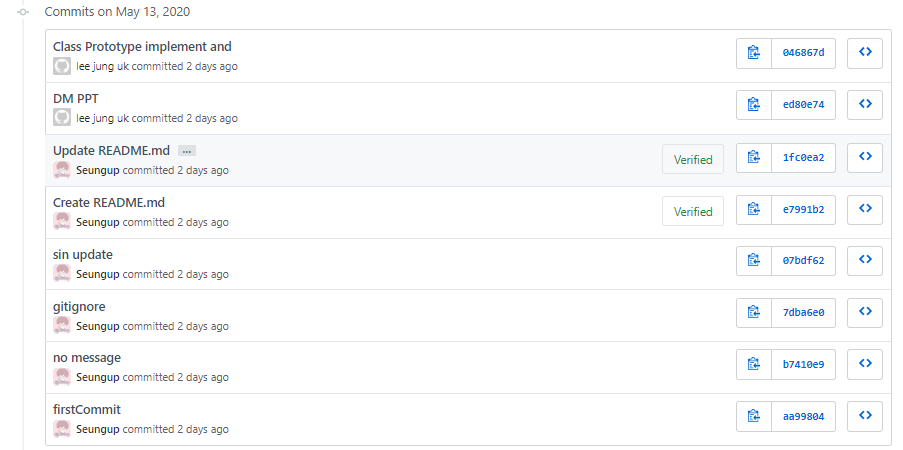 Commits on May 13, 2020
Class Prototype implement and
lee jung uk committed 2 days ago
046867d
DM PPT
lee jung uk committed 2 days ago
ed80e74
Update README.md ...
Seungup committed 2 days ago
Verified
1fc0ea2
Create README.md
Seungup committed 2 days ago
Verified
e7991b2
sin update
Seungup committed 2 days ago
07bdf62
gitignore
Seungup committed 2 days ago
7dba6e0
no message
Seungup committed 2 days ago
b7410e9
firstCommit
Seungup committed 2 days ago
aa99804